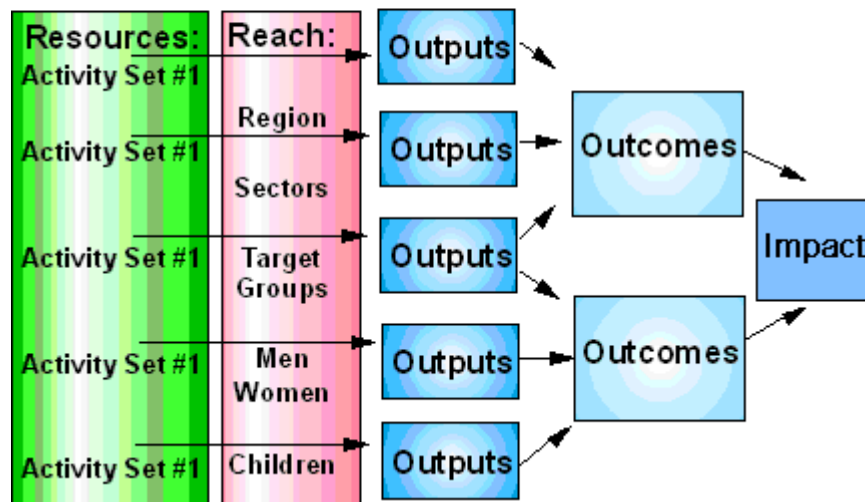 Resources:
Activity Set #1
Activity Set #1
Activity Set #1
Activity Set #1
Activity Set #1
Reach:
Region
Sectors
Target
Groups
Men
Women
Children
Outputs
Outputs
Outputs
Outputs
Outputs
Outcomes
Outcomes
Impact